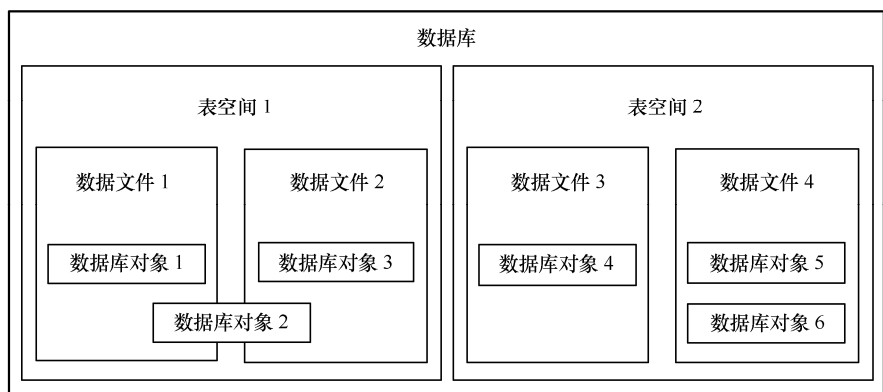 数据库
表空间 1
表空间 2
数据文件 1
数据文件 2
数据文件 3
数据文件 4
数据库对象 1
数据库对象 3
数据库对象 4
数据库对象 5
数据库对象 2
数据库对象 6